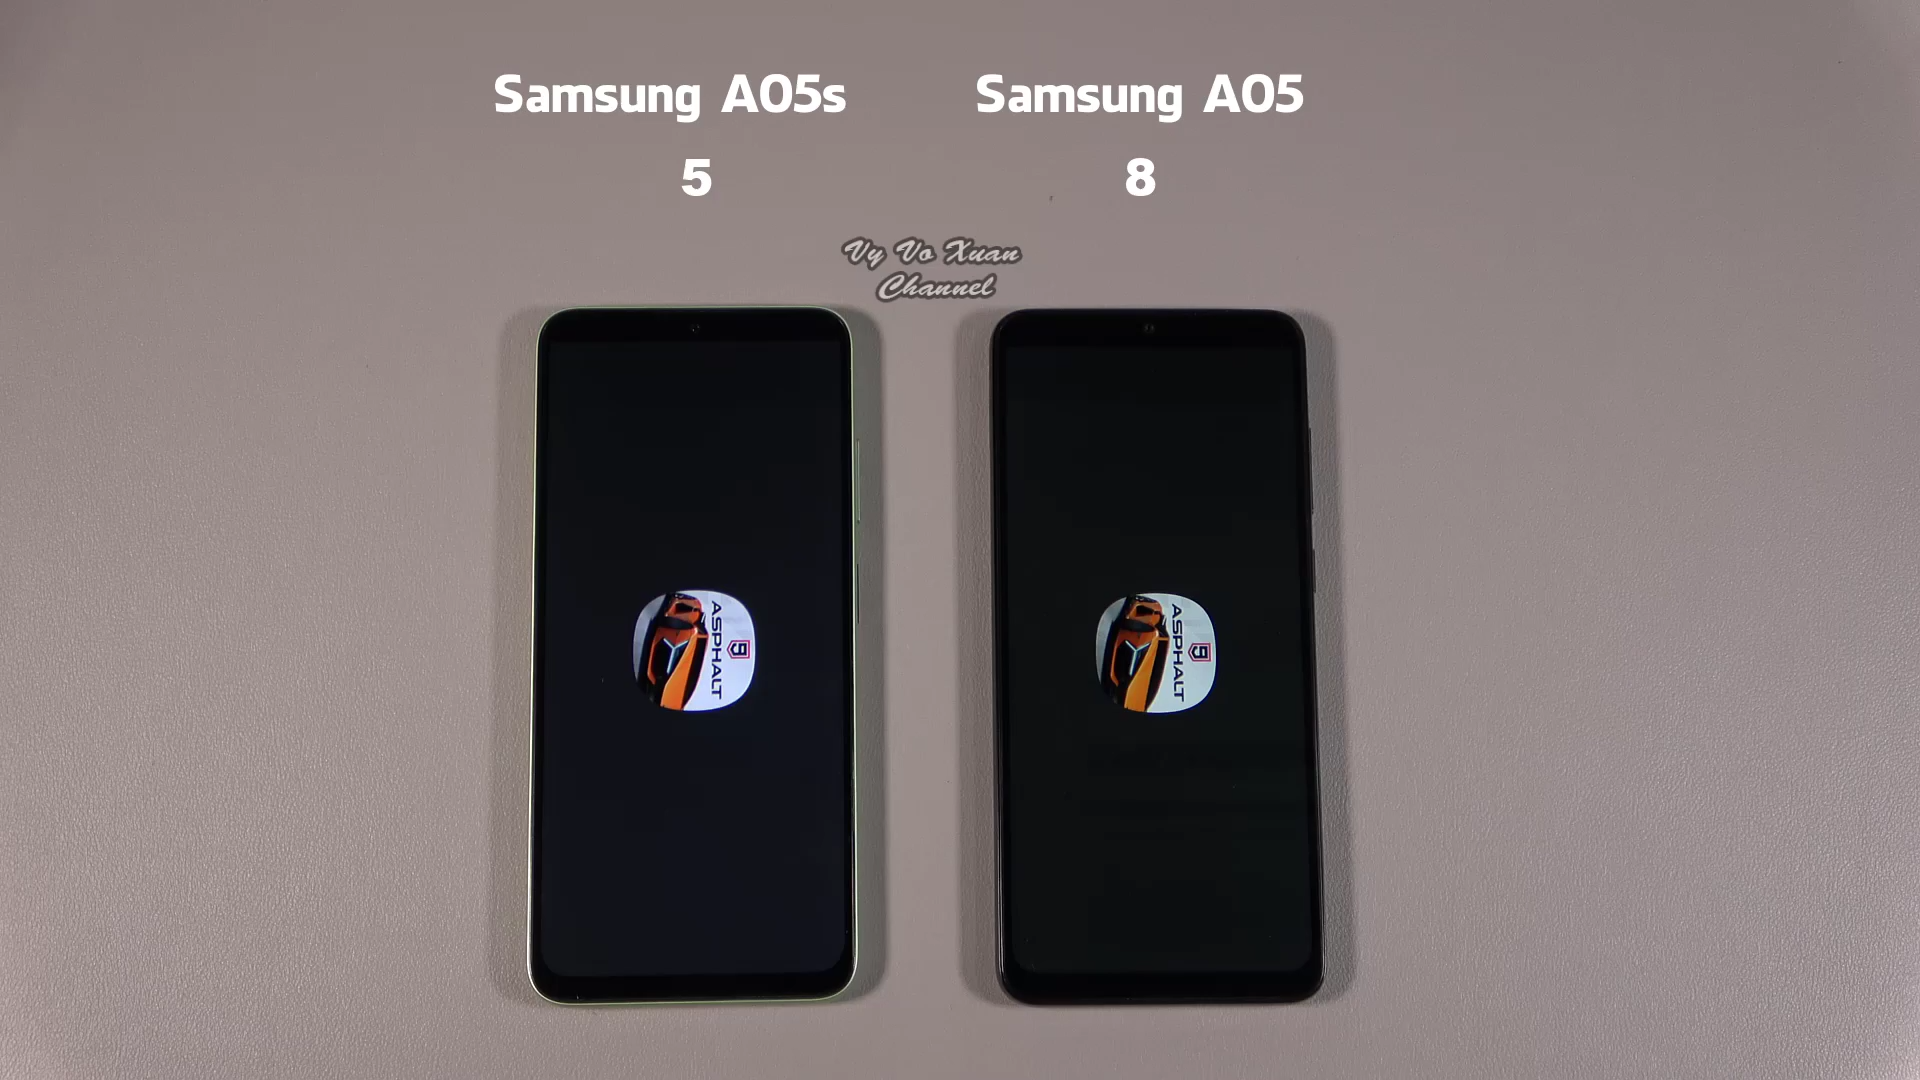 Samsung A05s
Samsung A05
5
8
Vy Vo Xuan
Channel
ASPHALT
9
ASPHALT
9